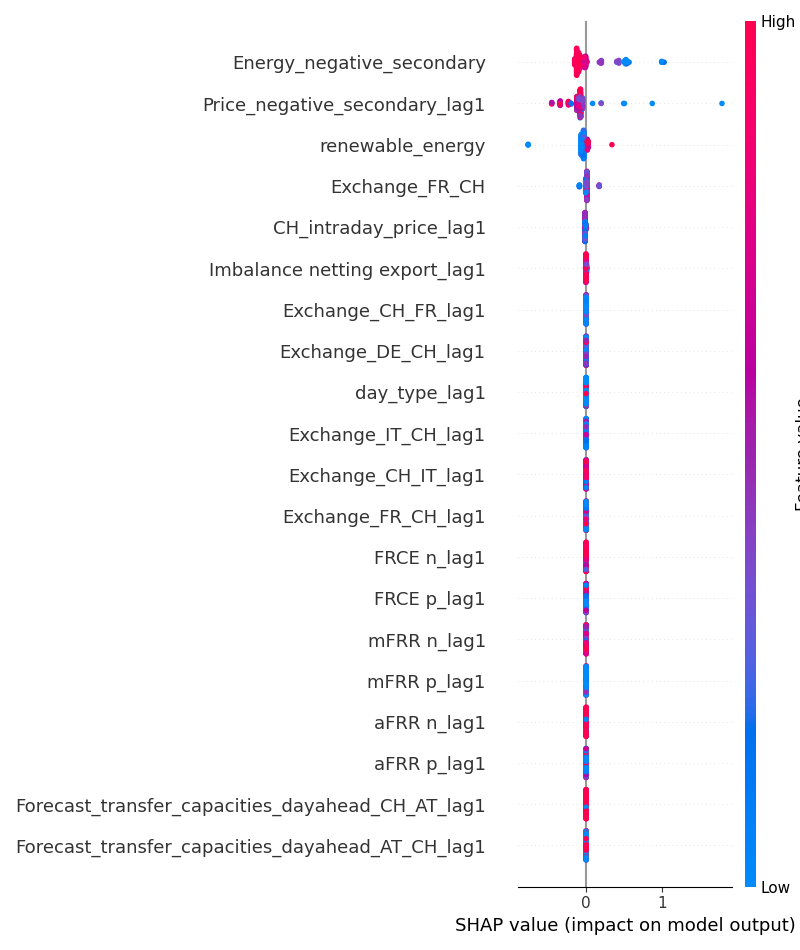 High
Energy_negative_secondary
Price_negative_secondary_lag1
renewable_energy
Exchange_FR_CH
CH_intraday_price_lag1
Imbalance netting export_lag1
Exchange_CH_FR_lag1
Exchange_DE_CH_lag1
day_type_lag1
Exchange_IT_CH_lag1
Exchange_CH_IT_lag1
Exchange_FR_CH_lag1
FRCE n_lag1
FRCE p_lag1
mFRR n_lag1
mFRR p_lag1
aFRR n_lag1
aFRR p_lag1
Forecast_transfer_capacities_dayahead_CH_AT_lag1
Forecast_transfer_capacities_dayahead_AT_CH_lag1
Low
0 1
SHAP value (impact on model output)